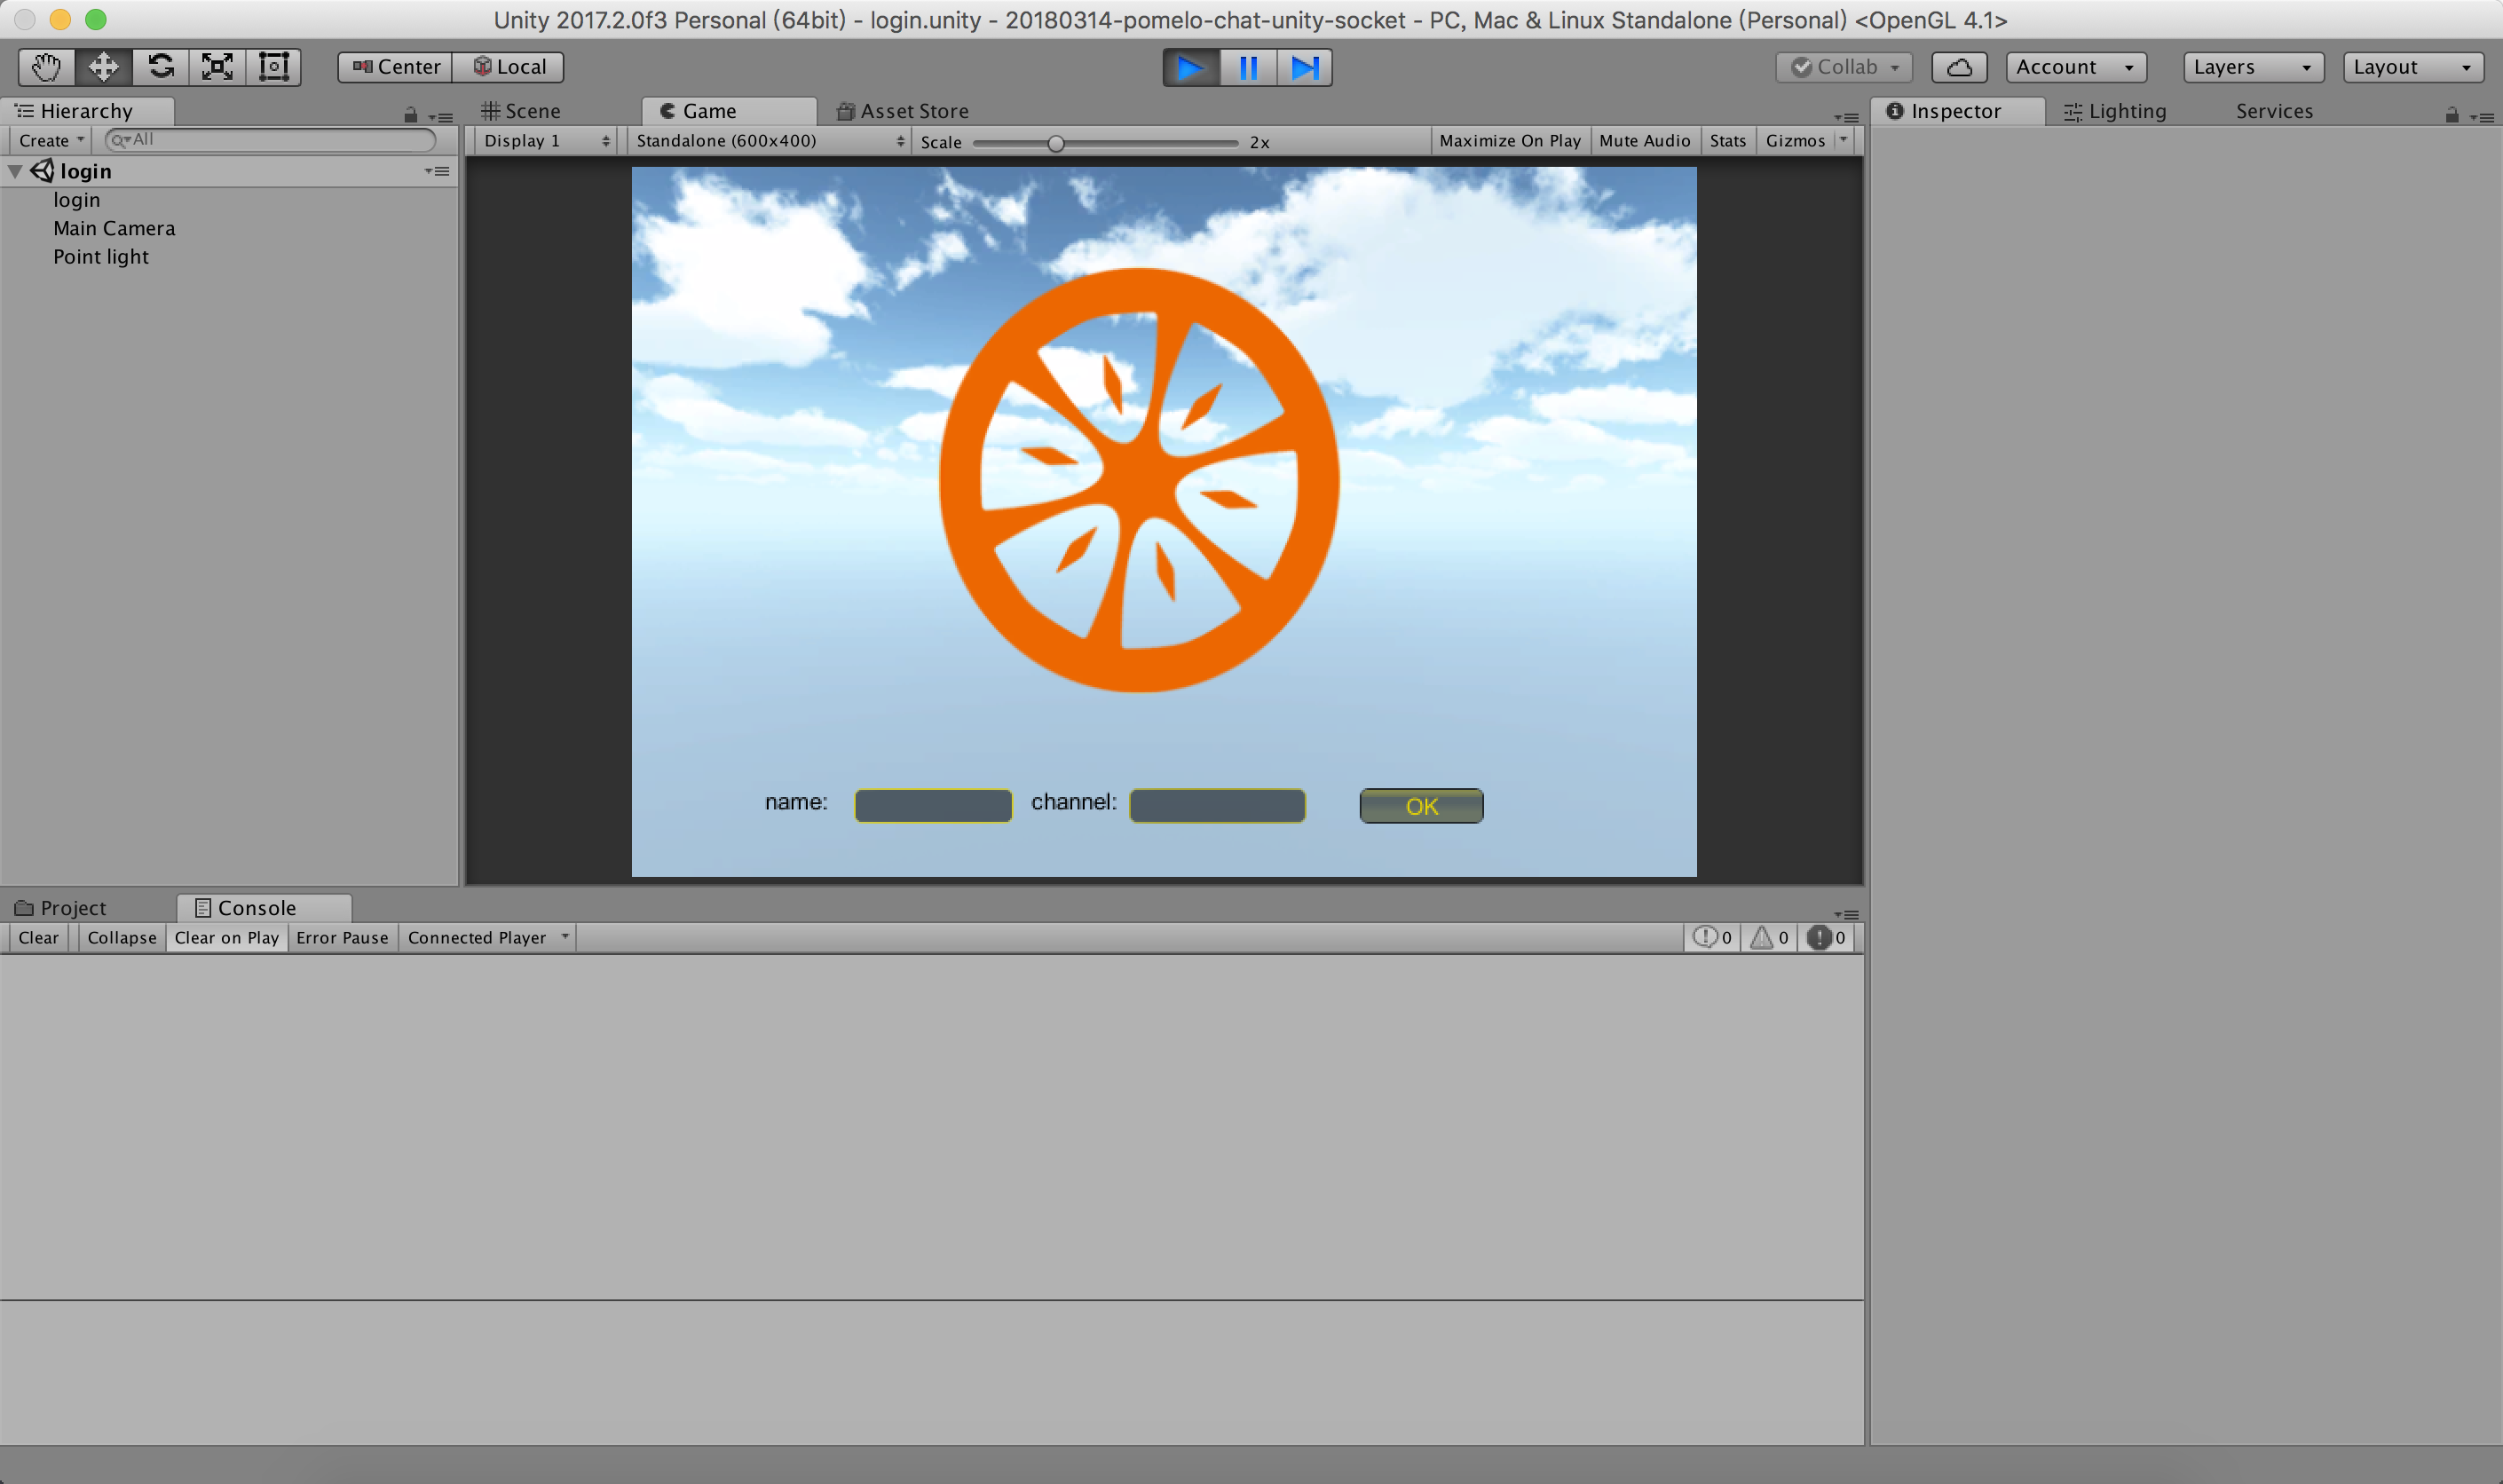 Unity 2017.2.0f3 Personal (64bit) - login.unity - 20180314-pomelo-chat-unity-socket - PC, Mac & Linux Standalone (Personal) <OpenGL 4.1>
Center Local Collab Account Layers Layout
Hierarchy
Create All
login
login
Main Camera
Point light
Scene Game Asset Store
Display 1 Standalone (600x400) Scale 2x Maximize On Play Mute Audio Stats Gizmos
name: channel: OK
Inspector Lighting Services
Project Console
Clear Collapse Clear on Play Error Pause Connected Player 0 0 0